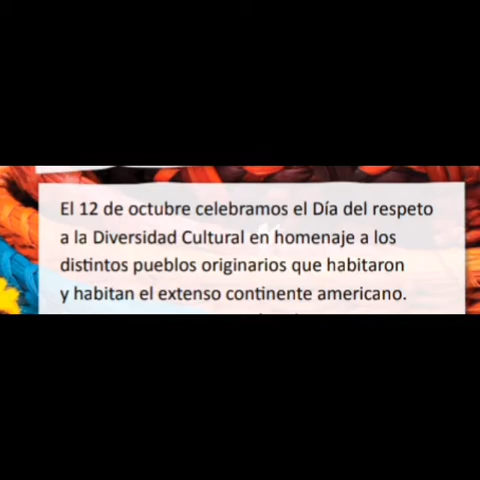 El 12 de octubre celebramos el Día del respeto
a la Diversidad Cultural en homenaje a los
distintos pueblos originarios que habitaron
y habitan el extenso continente americano.